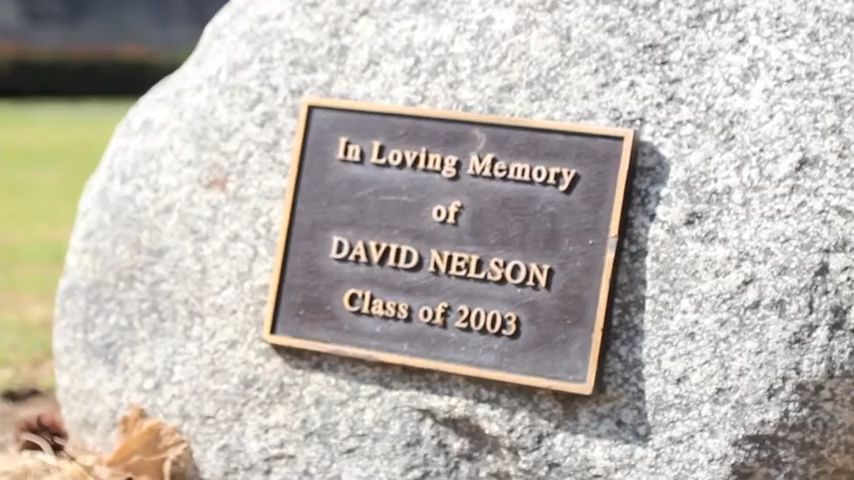 In Loving Memory
of
DAVID NELSON
Class of 2003